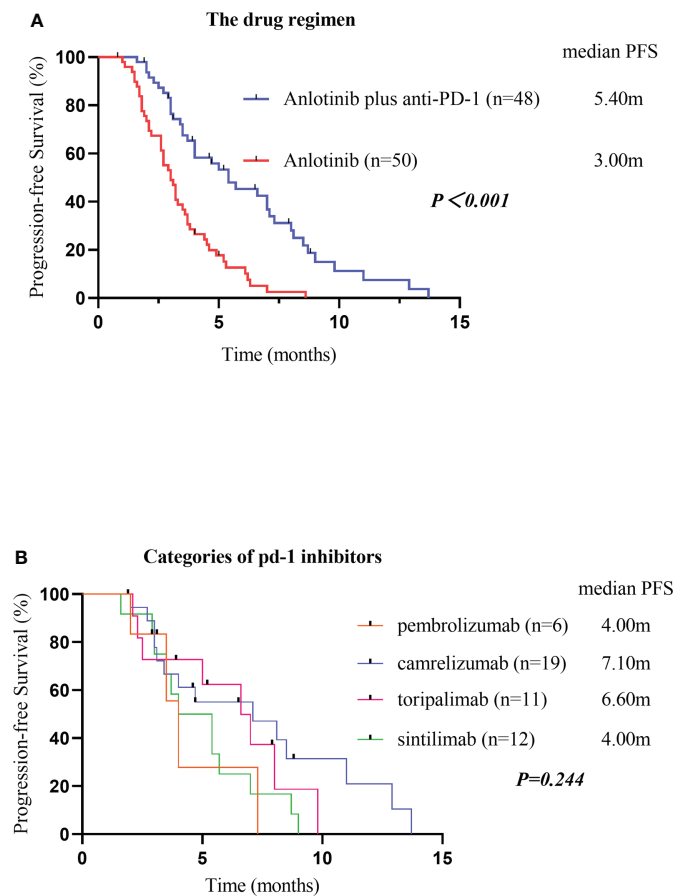 A
The drug regimen
median PFS
Anlotinib plus anti-PD-1 (n=48) 5.40m
Anlotinib (n=50) 3.00m
P＜0.001
Progression-free Survival (%)
100
80
60
40
20
0
0 5 10 15
Time (months)
B
Categories of pd-1 inhibitors
median PFS
pembrolizumab (n=6) 4.00m
camrelizumab (n=19) 7.10m
toripalimab (n=11) 6.60m
sintilimab (n=12) 4.00m
P=0.244
Progression-free Survival (%)
100
80
60
40
20
0
0 5 10 15
Time (months)